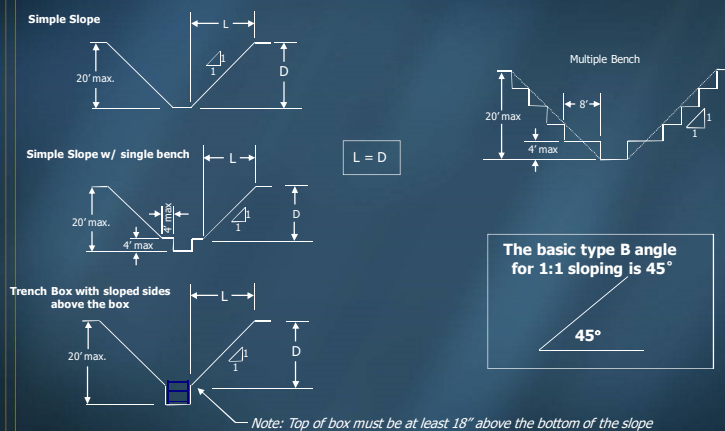 Simple Slope
L
1
1
20' max.
D
Simple Slope w/ single bench
L
1
1
20' max.
4' max
4' max
D
Trench Box with sloped sides
above the box
L
1
1
20' max.
D
Note: Top of box must be at least 18" above the bottom of the slope
L = D
Multiple Bench
8'
20' max
1
1
4' max
The basic type B angle
for 1:1 sloping is 45°
45°